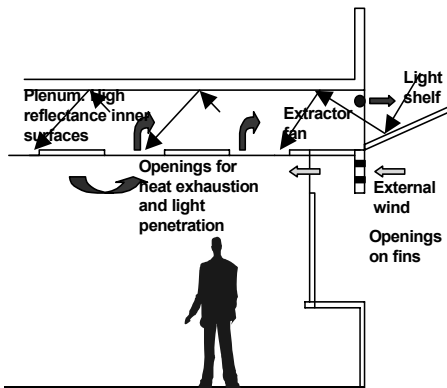 Plenum. High
reflectance inner
surfaces
Light
shelf
Extractor
fan
Openings for
heat exhaustion
and light
penetration
External
wind
Openings
on fins